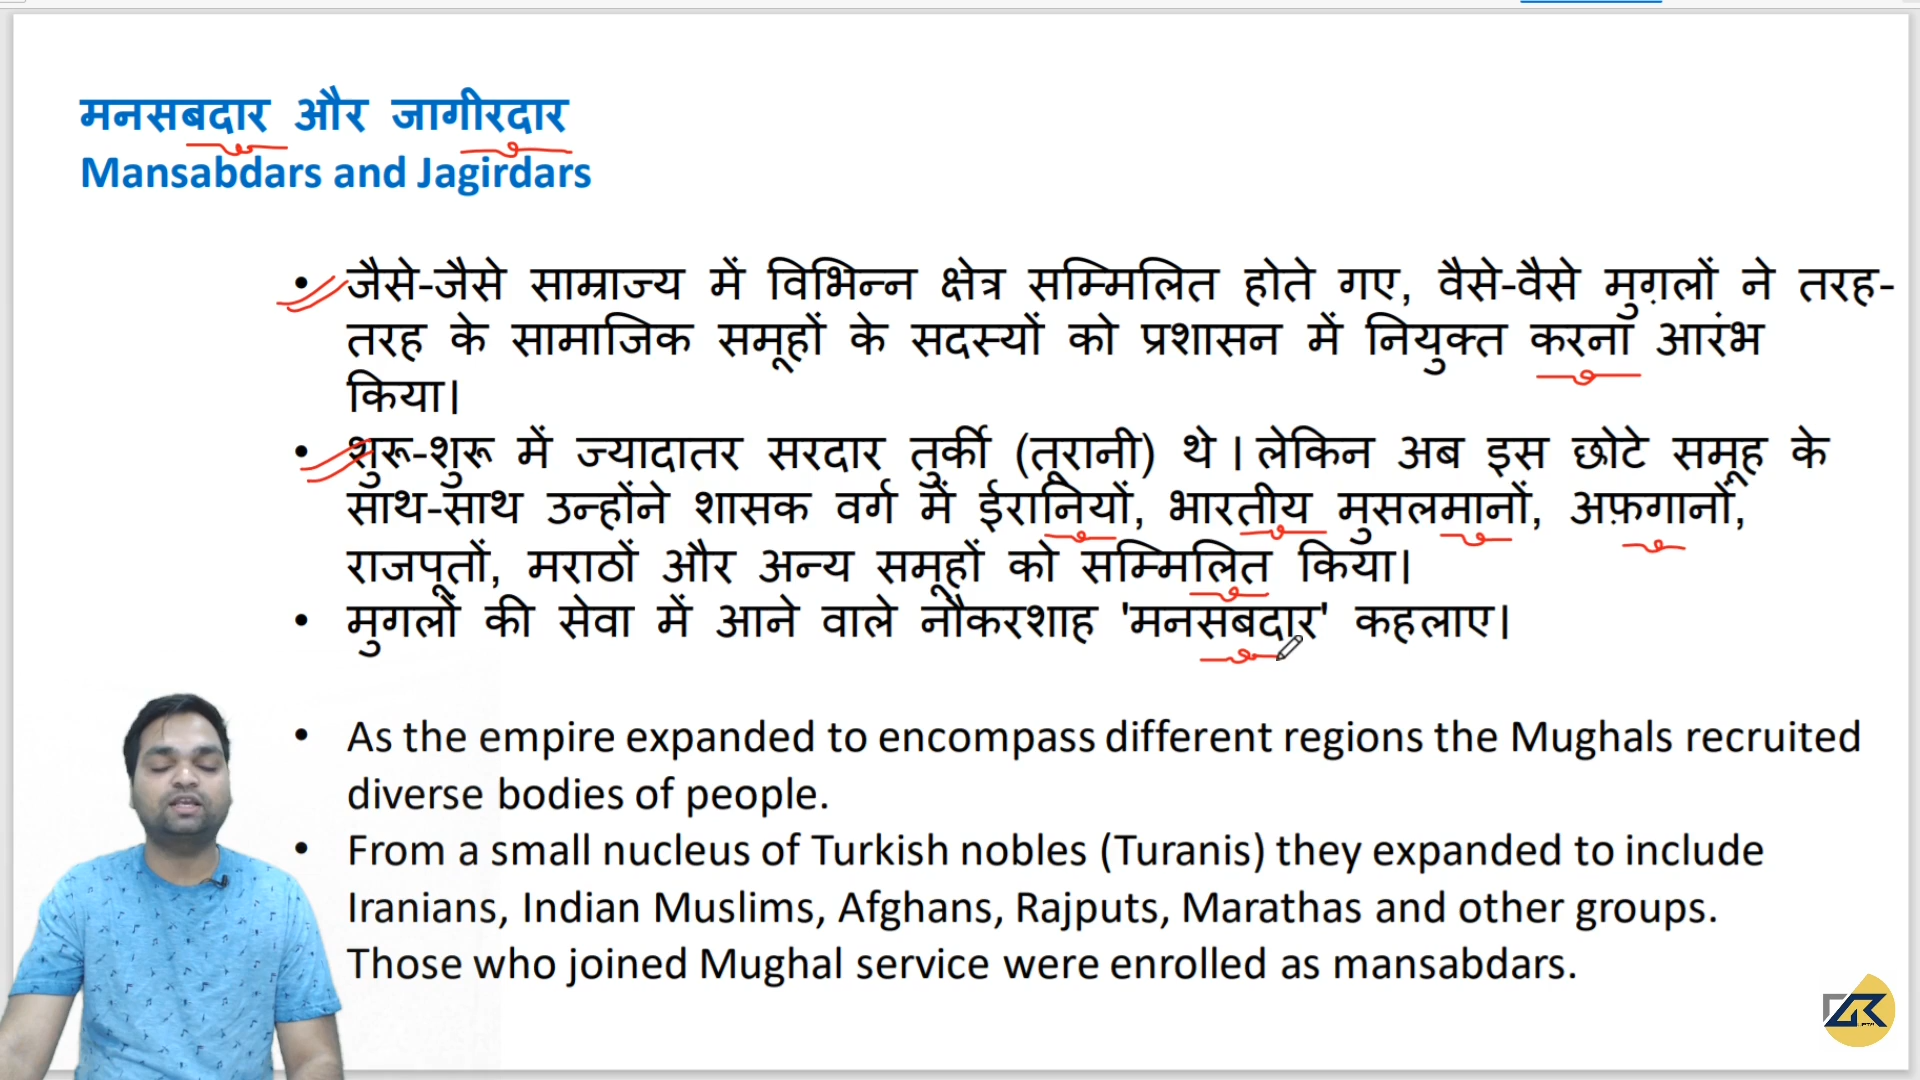 मनसबदार और जागीरदार
Mansabdars and Jagirdars
• जैसे-जैसे साम्राज्य में विभिन्न क्षेत्र सम्मिलित होते गए, वैसे-वैसे मुग़लों ने तरह-
तरह के सामाजिक समूहों के सदस्यों को प्रशासन में नियुक्त करना आरंभ
किया।
• शुरू-शुरू में ज्यादातर सरदार तुर्की (तूरानी) थे । लेकिन अब इस छोटे समूह के
साथ-साथ उन्होंने शासक वर्ग में ईरानियों, भारतीय मुसलमानों, अफ़गानों,
राजपूतों, मराठों और अन्य समूहों को सम्मिलित किया।
• मुगलों की सेवा में आने वाले नौकरशाह 'मनसबदार' कहलाए।
• As the empire expanded to encompass different regions the Mughals recruited
diverse bodies of people.
• From a small nucleus of Turkish nobles (Turanis) they expanded to include
Iranians, Indian Muslims, Afghans, Rajputs, Marathas and other groups.
Those who joined Mughal service were enrolled as mansabdars.